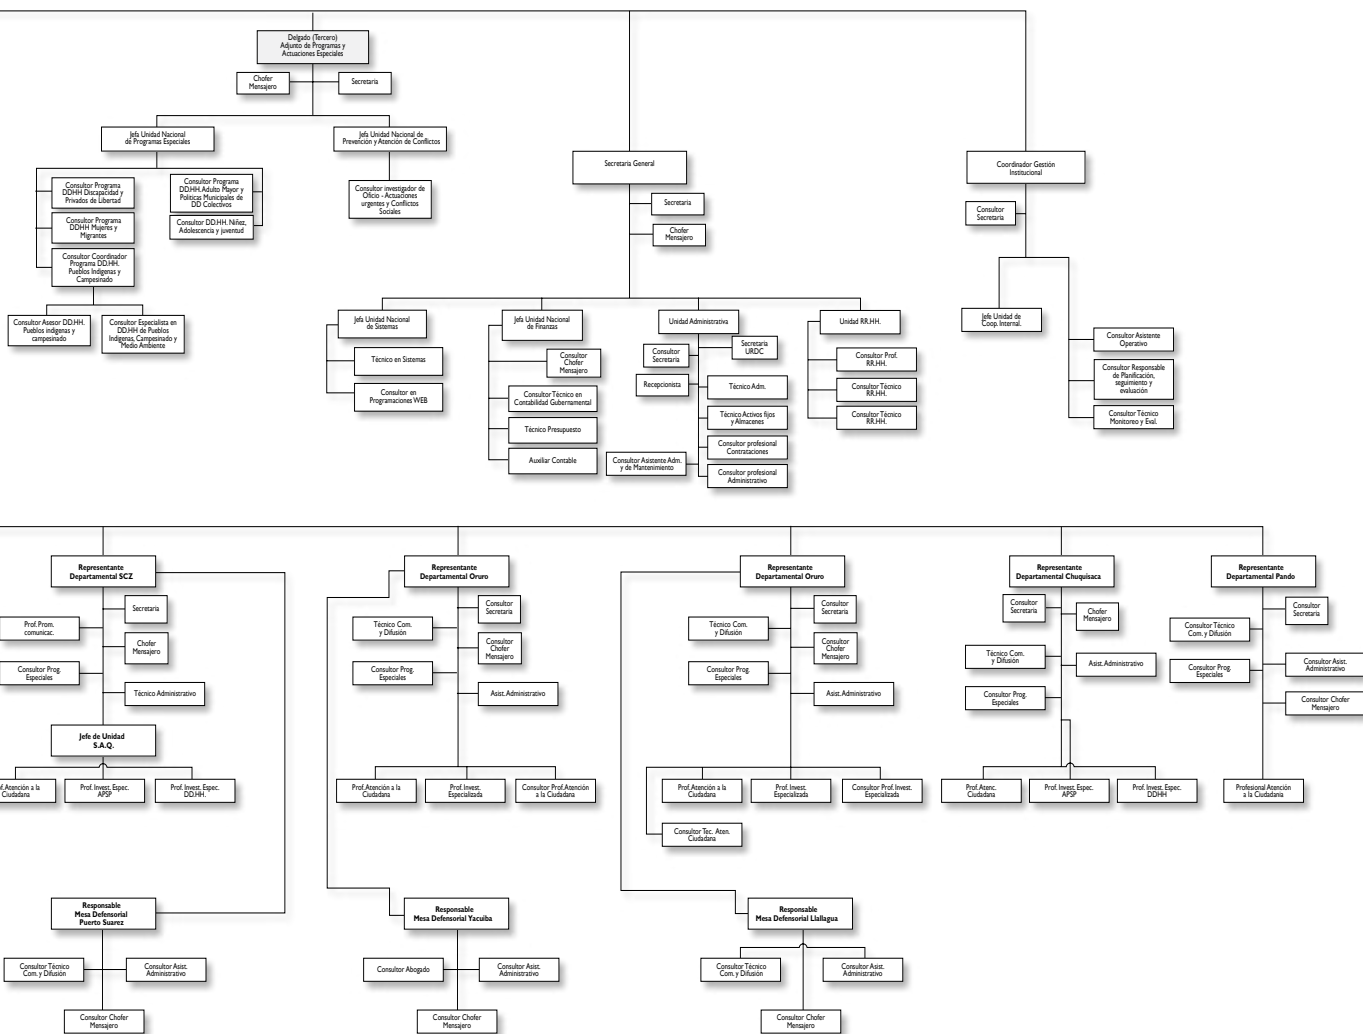 Delgado (Tercero)
Adjunto de Programas y
Actuaciones Especiales
Chofer
Mensajero
Secretaria
Jefa Unidad Nacional
de Programas Especiales
Jefa Unidad Nacional de
Prevención y Atención de Conflictos
Consultor Programa
DDHH Discapacidad y
Privados de Libertad
Consultor Programa
DD.HH. Adulto Mayor y
Políticas Municipales de
DD Colectivos
Consultor Programa
DDHH Mujeres y
Migrantes
Consultor DD.HH. Niñez,
Adolescencia y juventud
Consultor Coordinador
Programa DD.HH.
Pueblos Indígenas y
Campesinado
Consultor Asesor DD.HH.
Pueblos indígenas y
campesinado
Consultor Especialista en
DD.HH de Pueblos
Indígenas, Campesinado y
Medio Ambiente
Consultor investigador de
Oficio - Actuaciones
urgentes y Conflictos
Sociales
Secretaria General
Secretaria
Chofer
Mensajero
Coordinador Gestión
Institucional
Consultor
Secretaria
Jefa Unidad Nacional
de Sistemas
Técnico en Sistemas
Consultor en
Programaciones WEB
Jefa Unidad Nacional
de Finanzas
Consultor
Chofer
Mensajero
Consultor Técnico en
Contabilidad Gubernamental
Técnico Presupuesto
Auxiliar Contable
Unidad Administrativa
Consultor
Secretaria
Secretaria
URDC
Recepcionista
Técnico Adm.
Técnico Activos fijos
y Almacenes
Consultor profesional
Contrataciones
Consultor Asistente Adm.
y de Mantenimiento
Consultor profesional
Administrativo
Unidad RR.HH.
Consultor Prof.
RR.HH.
Consultor Técnico
RR.HH.
Consultor Técnico
RR.HH.
Jefe Unidad de
Coop. Internal.
Consultor Asistente
Operativo
Consultor Responsable
de Planificación,
seguimiento y
evaluación
Consultor Técnico
Monitoreo y Eval.
Representante
Departamental SCZ
Secretaria
Prof. Prom.
comunicac.
Chofer
Mensajero
Consultor Prog.
Especiales
Técnico Administrativo
Jefe de Unidad
S.A.Q.
f. Atención a la
Ciudadana
Prof. Invest. Espec.
APSP
Prof. Invest. Espec.
DD.HH.
Responsable
Mesa Defensorial
Puerto Suarez
Consultor Técnico
Com. y Difusión
Consultor Asist.
Administrativo
Consultor Chofer
Mensajero
Representante
Departamental Oruro
Consultor
Secretaria
Técnico Com.
y Difusión
Consultor
Chofer
Mensajero
Consultor Prog.
Especiales
Asist. Administrativo
Prof. Atención a la
Ciudadana
Prof. Invest.
Especializada
Consultor Prof. Atención
a la Ciudadana
Responsable
Mesa Defensorial Yacuiba
Consultor Abogado
Consultor Asist.
Administrativo
Consultor Chofer
Mensajero
Representante
Departamental Oruro
Consultor
Secretaria
Técnico Com.
y Difusión
Consultor
Chofer
Mensajero
Consultor Prog.
Especiales
Asist. Administrativo
Prof. Atención a la
Ciudadana
Prof. Invest.
Especializada
Consultor Prof. Invest.
Especializada
Consultor Tec. Aten.
Ciudadana
Responsable
Mesa Defensorial Llallagua
Consultor Técnico
Com. y Difusión
Consultor Asist.
Administrativo
Consultor Chofer
Mensajero
Representante
Departamental Chuquisaca
Consultor
Secretaria
Chofer
Mensajero
Técnico Com.
y Difusión
Asist. Administrativo
Consultor Prog.
Especiales
Prof. Atenc.
Ciudadana
Prof. Invest. Espec.
APSP
Prof. Invest. Espec.
DDHH
Representante
Departamental Pando
Consultor
Secretaria
Consultor Técnico
Com. y Difusión
Consultor Asist.
Administrativo
Consultor Prog.
Especiales
Consultor Chofer
Mensajero
Profesional Atención
a la Ciudadania